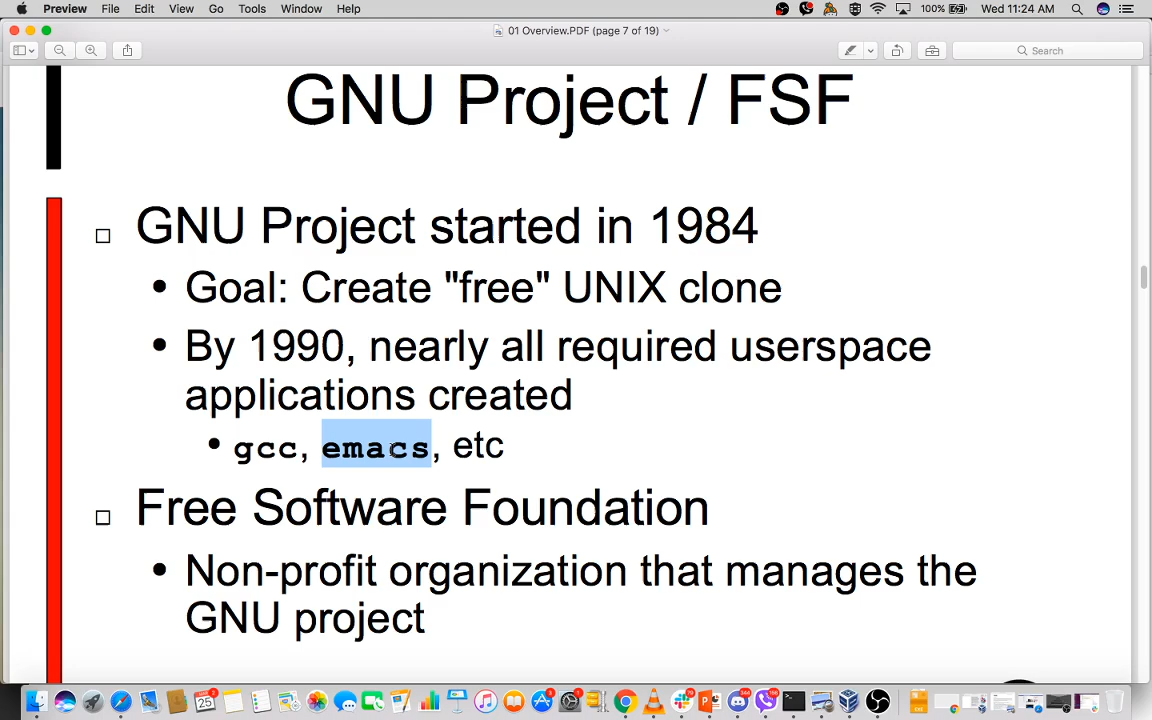 Preview File Edit View Go Tools Window Help 100% Wed 11:24 AM
01 Overview.PDF (page 7 of 19)
Search
GNU Project / FSF
GNU Project started in 1984
• Goal: Create "free" UNIX clone
• By 1990, nearly all required userspace
applications created
• gcc, emacs, etc
Free Software Foundation
• Non-profit organization that manages the
GNU project